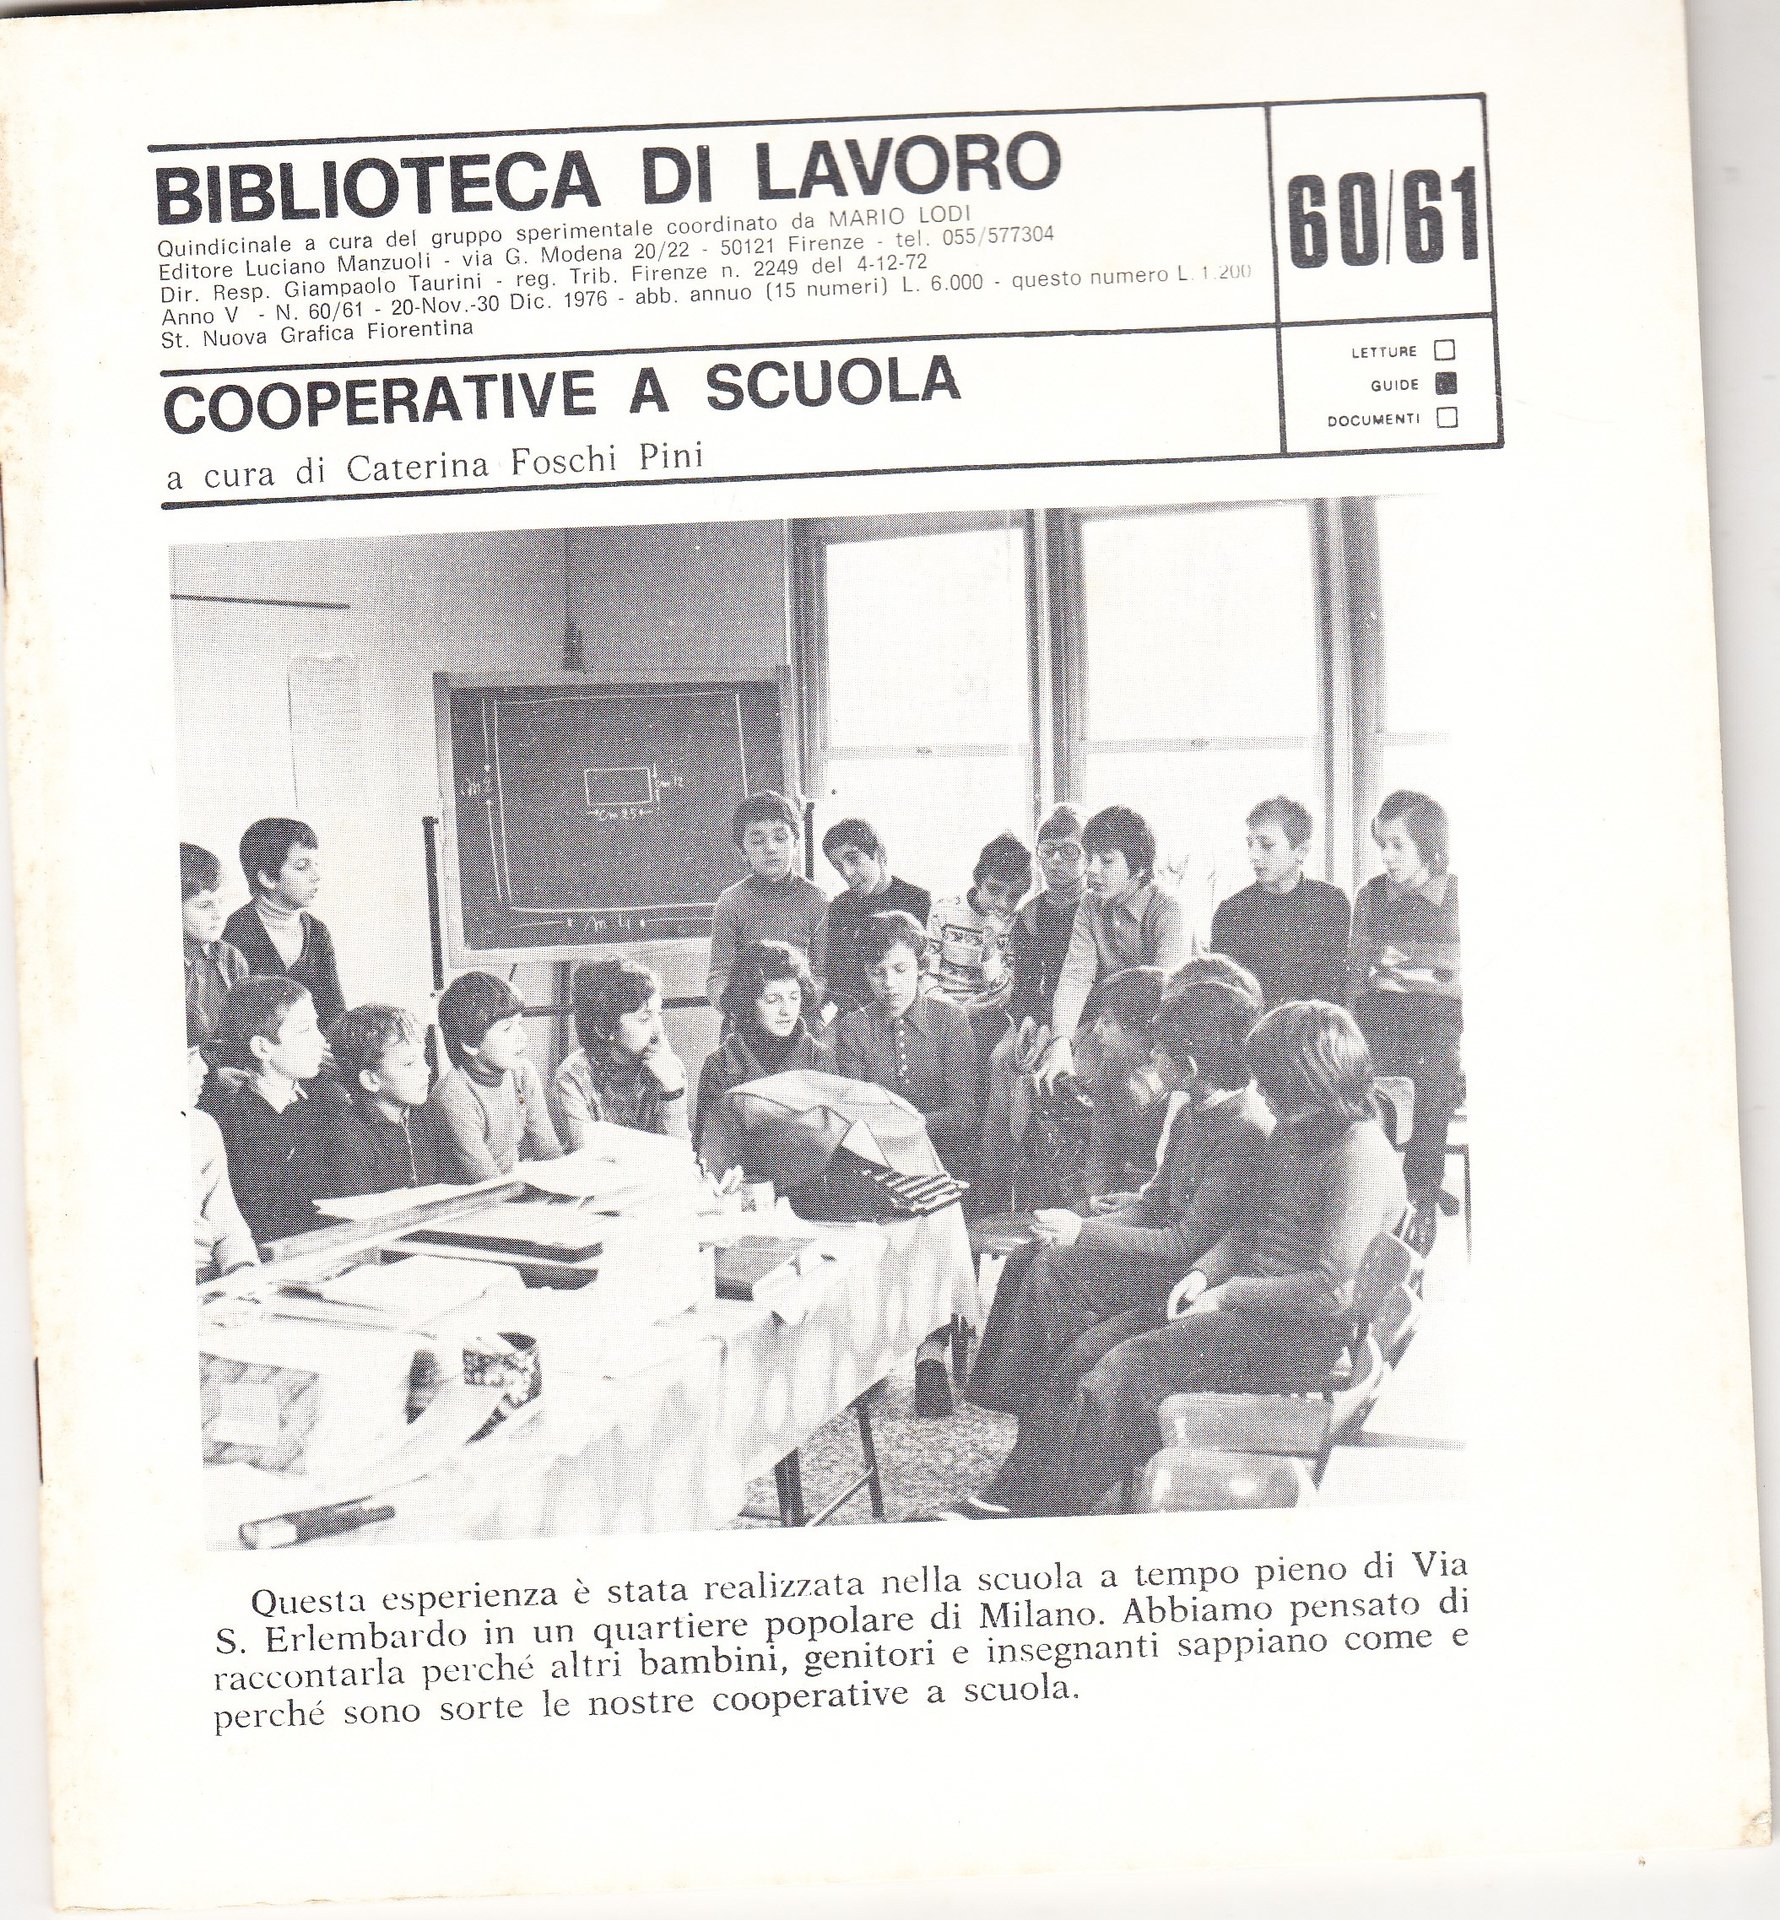 BIBLIOTECA DI LAVORO
Quindicinale a cura del gruppo sperimentale coordinato da MARIO LODI
Editore Luciano Manzuoli - via G. Modena 20/22 - 50121 Firenze - tel. 055/577304
Dir. Resp. Giampaolo Taurini - reg. Trib. Firenze n. 2249 del 4-12-72
Anno V - N. 60/61 - 20-Nov.-30 Dic. 1976 - abb. annuo (15 numeri) L. 6.000 - questo numero L. 1.200
St. Nuova Grafica Fiorentina
60/61
COOPERATIVE A SCUOLA
a cura di Caterina Foschi Pini
LETTURE
GUIDE
DOCUMENTI
Questa esperienza è stata realizzata nella scuola a tempo pieno di Via
S. Erlembardo in un quartiere popolare di Milano. Abbiamo pensato di
raccontarla perché altri bambini, genitori e insegnanti sappiano come e
perché sono sorte le nostre cooperative a scuola.